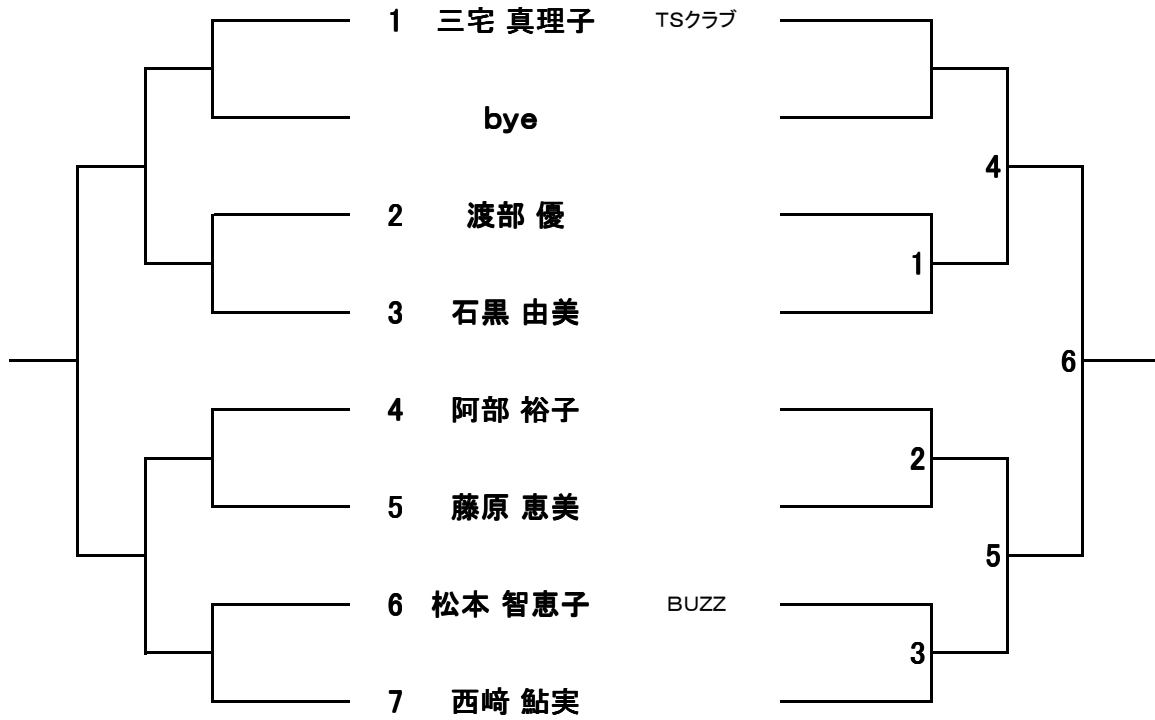 1 三宅 真理子 TSクラブ
bye
4
2 渡部 優
1
3 石黒 由美
6
4 阿部 裕子
2
5 藤原 恵美
5
6 松本 智恵子 BUZZ
3
7 西﨑 鮎実